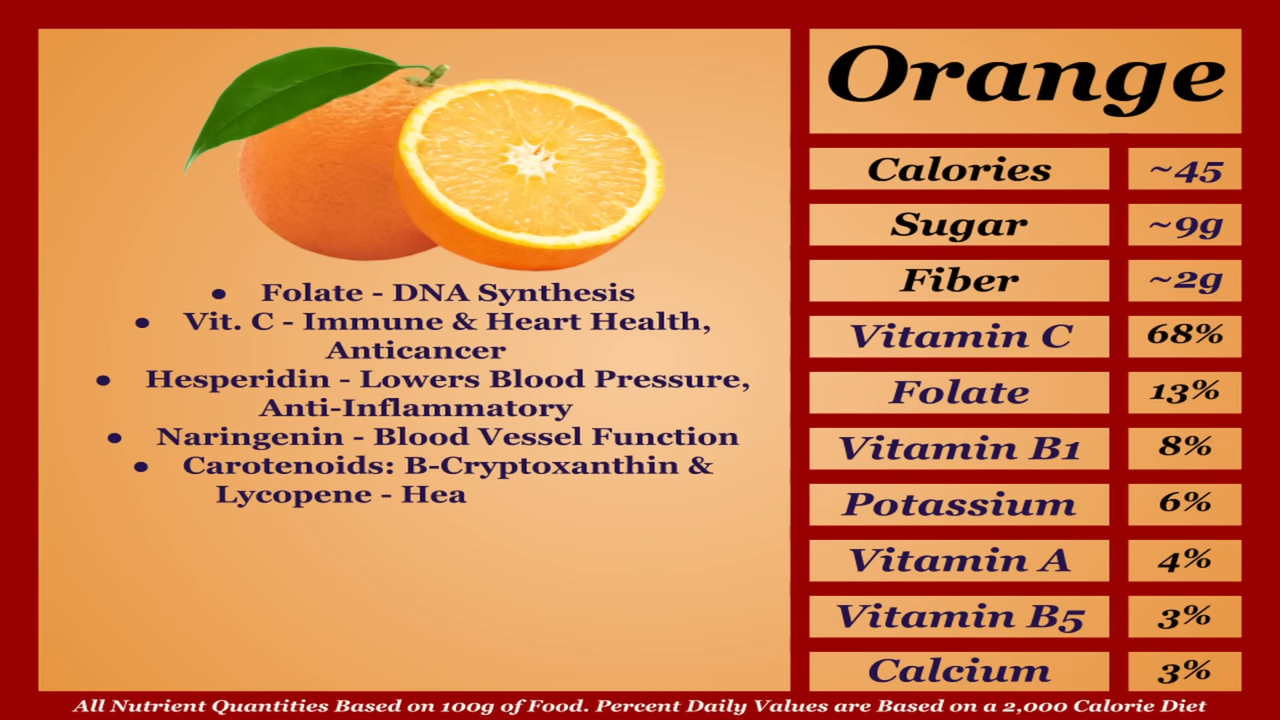 Orange
● Folate - DNA Synthesis
● Vit. C - Immune & Heart Health,
Anticancer
● Hesperidin - Lowers Blood Pressure,
Anti-Inflammatory
● Naringenin - Blood Vessel Function
● Carotenoids: B-Cryptoxanthin &
Lycopene - Hea
Calories ~45
Sugar ~9g
Fiber ~2g
Vitamin C 68%
Folate 13%
Vitamin B1 8%
Potassium 6%
Vitamin A 4%
Vitamin B5 3%
Calcium 3%
All Nutrient Quantities Based on 100g of Food. Percent Daily Values are Based on a 2,000 Calorie Diet